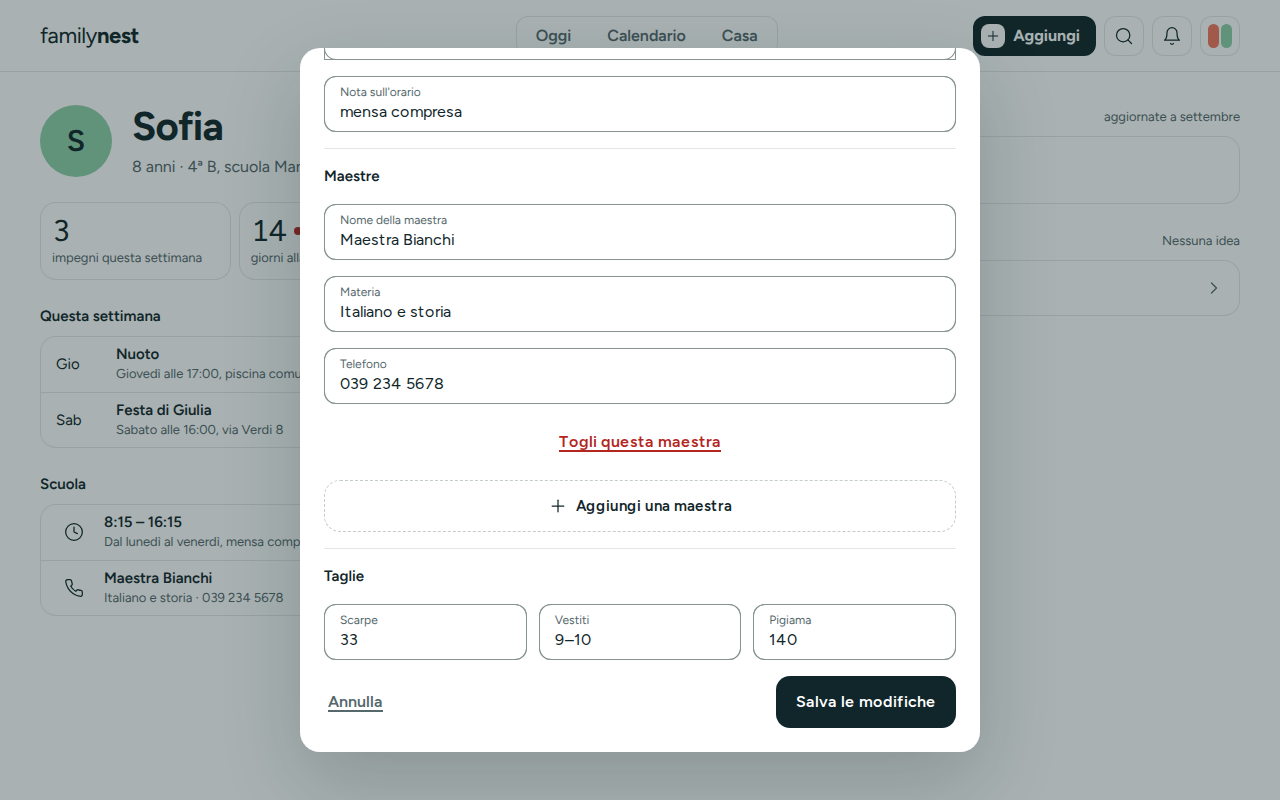 familynest
Oggi Calendario Casa
Aggiungi
S
Sofia
8 anni · 4ª B, scuola
3
impegni questa settimana
14
giorni
Questa settimana
Gio
Nuoto
Giovedì alle 17:00, piscina
Sab
Festa di Giulia
Sabato alle 16:00, via Verdi 8
Scuola
8:15 – 16:15
Dal lunedì al venerdì, mensa
Maestra Bianchi
Italiano e storia · 039 234 5678
aggiornate a settembre
Nessuna idea
Nota sull'orario
mensa compresa
Maestre
Nome della maestra
Maestra Bianchi
Materia
Italiano e storia
Telefono
039 234 5678
Togli questa maestra
Aggiungi una maestra
Taglie
Scarpe
33
Vestiti
9–10
Pigiama
140
Annulla
Salva le modifiche